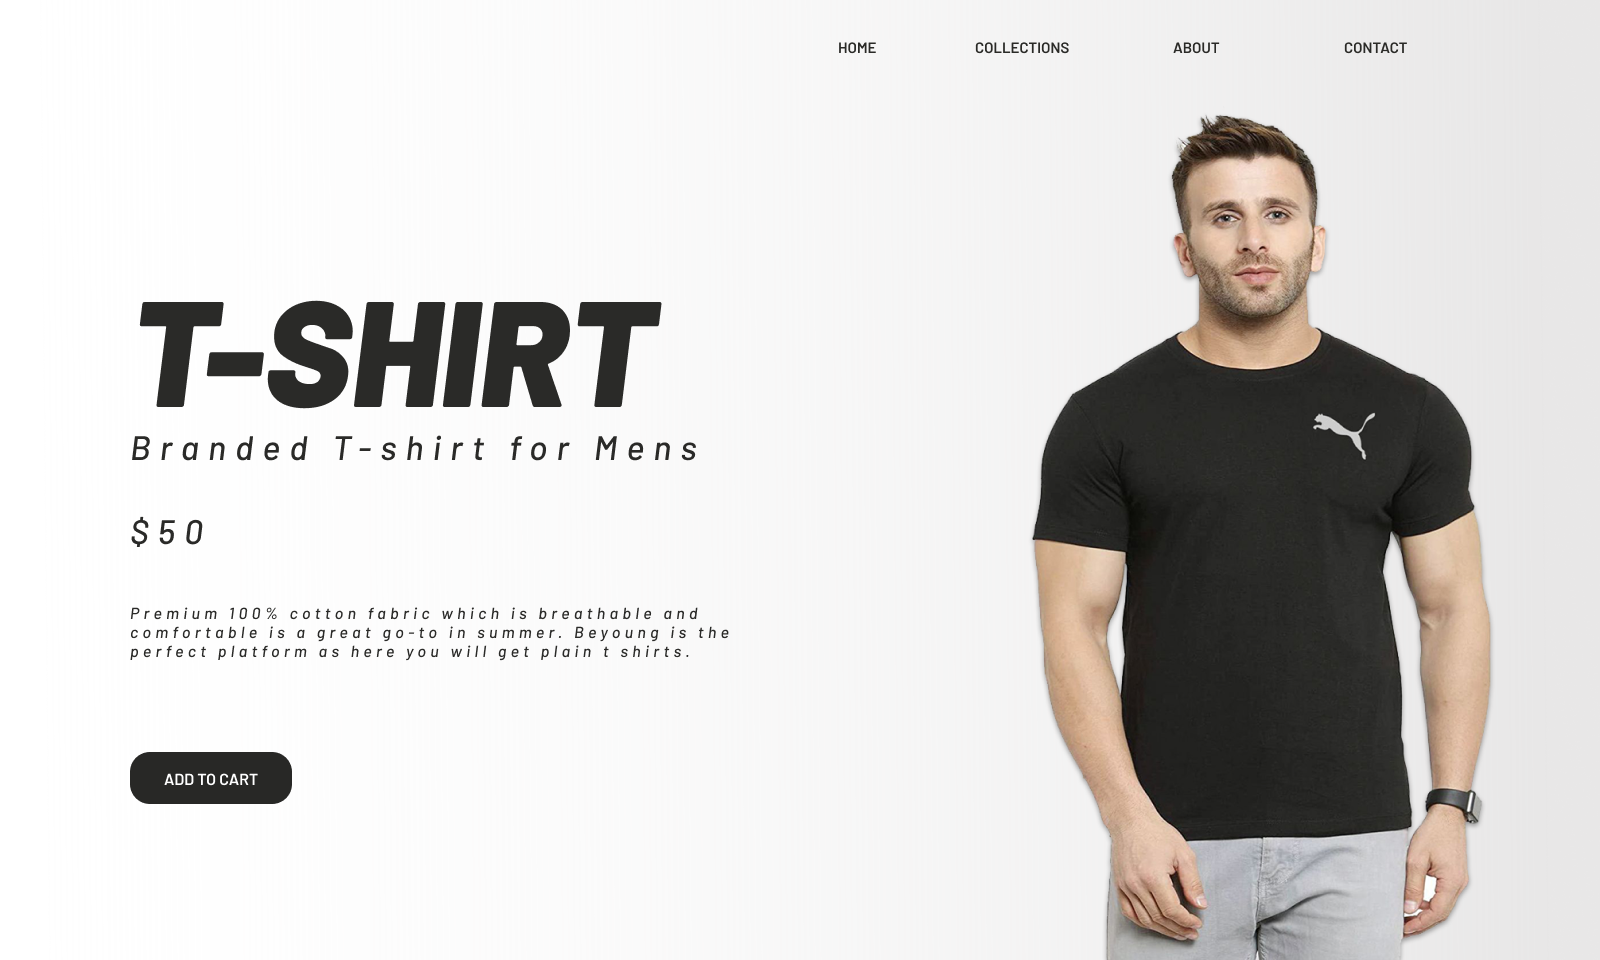 HOME COLLECTIONS ABOUT CONTACT
T-SHIRT
Branded T-shirt for Mens
$50
Premium 100% cotton fabric which is breathable and
comfortable is a great go-to in summer. Beyoung is the
perfect platform as here you will get plain t shirts.
ADD TO CART